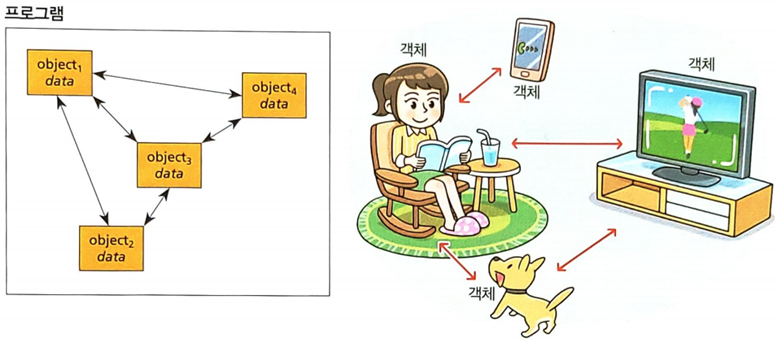 프로그램
object₁
data
object₄
data
object₃
data
object₂
data
객체
객체
객체
객체